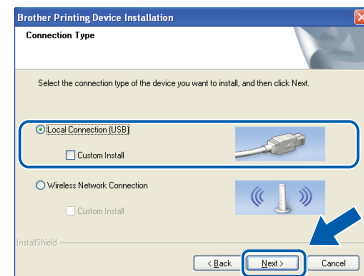 Brother Printing Device Installation
Connection Type
Select the connection type of the device you want to install, and then click Next.
Local Connection (USB)
Custom Install
Wireless Network Connection
Custom Install
InstallShield
< Back Next > Cancel